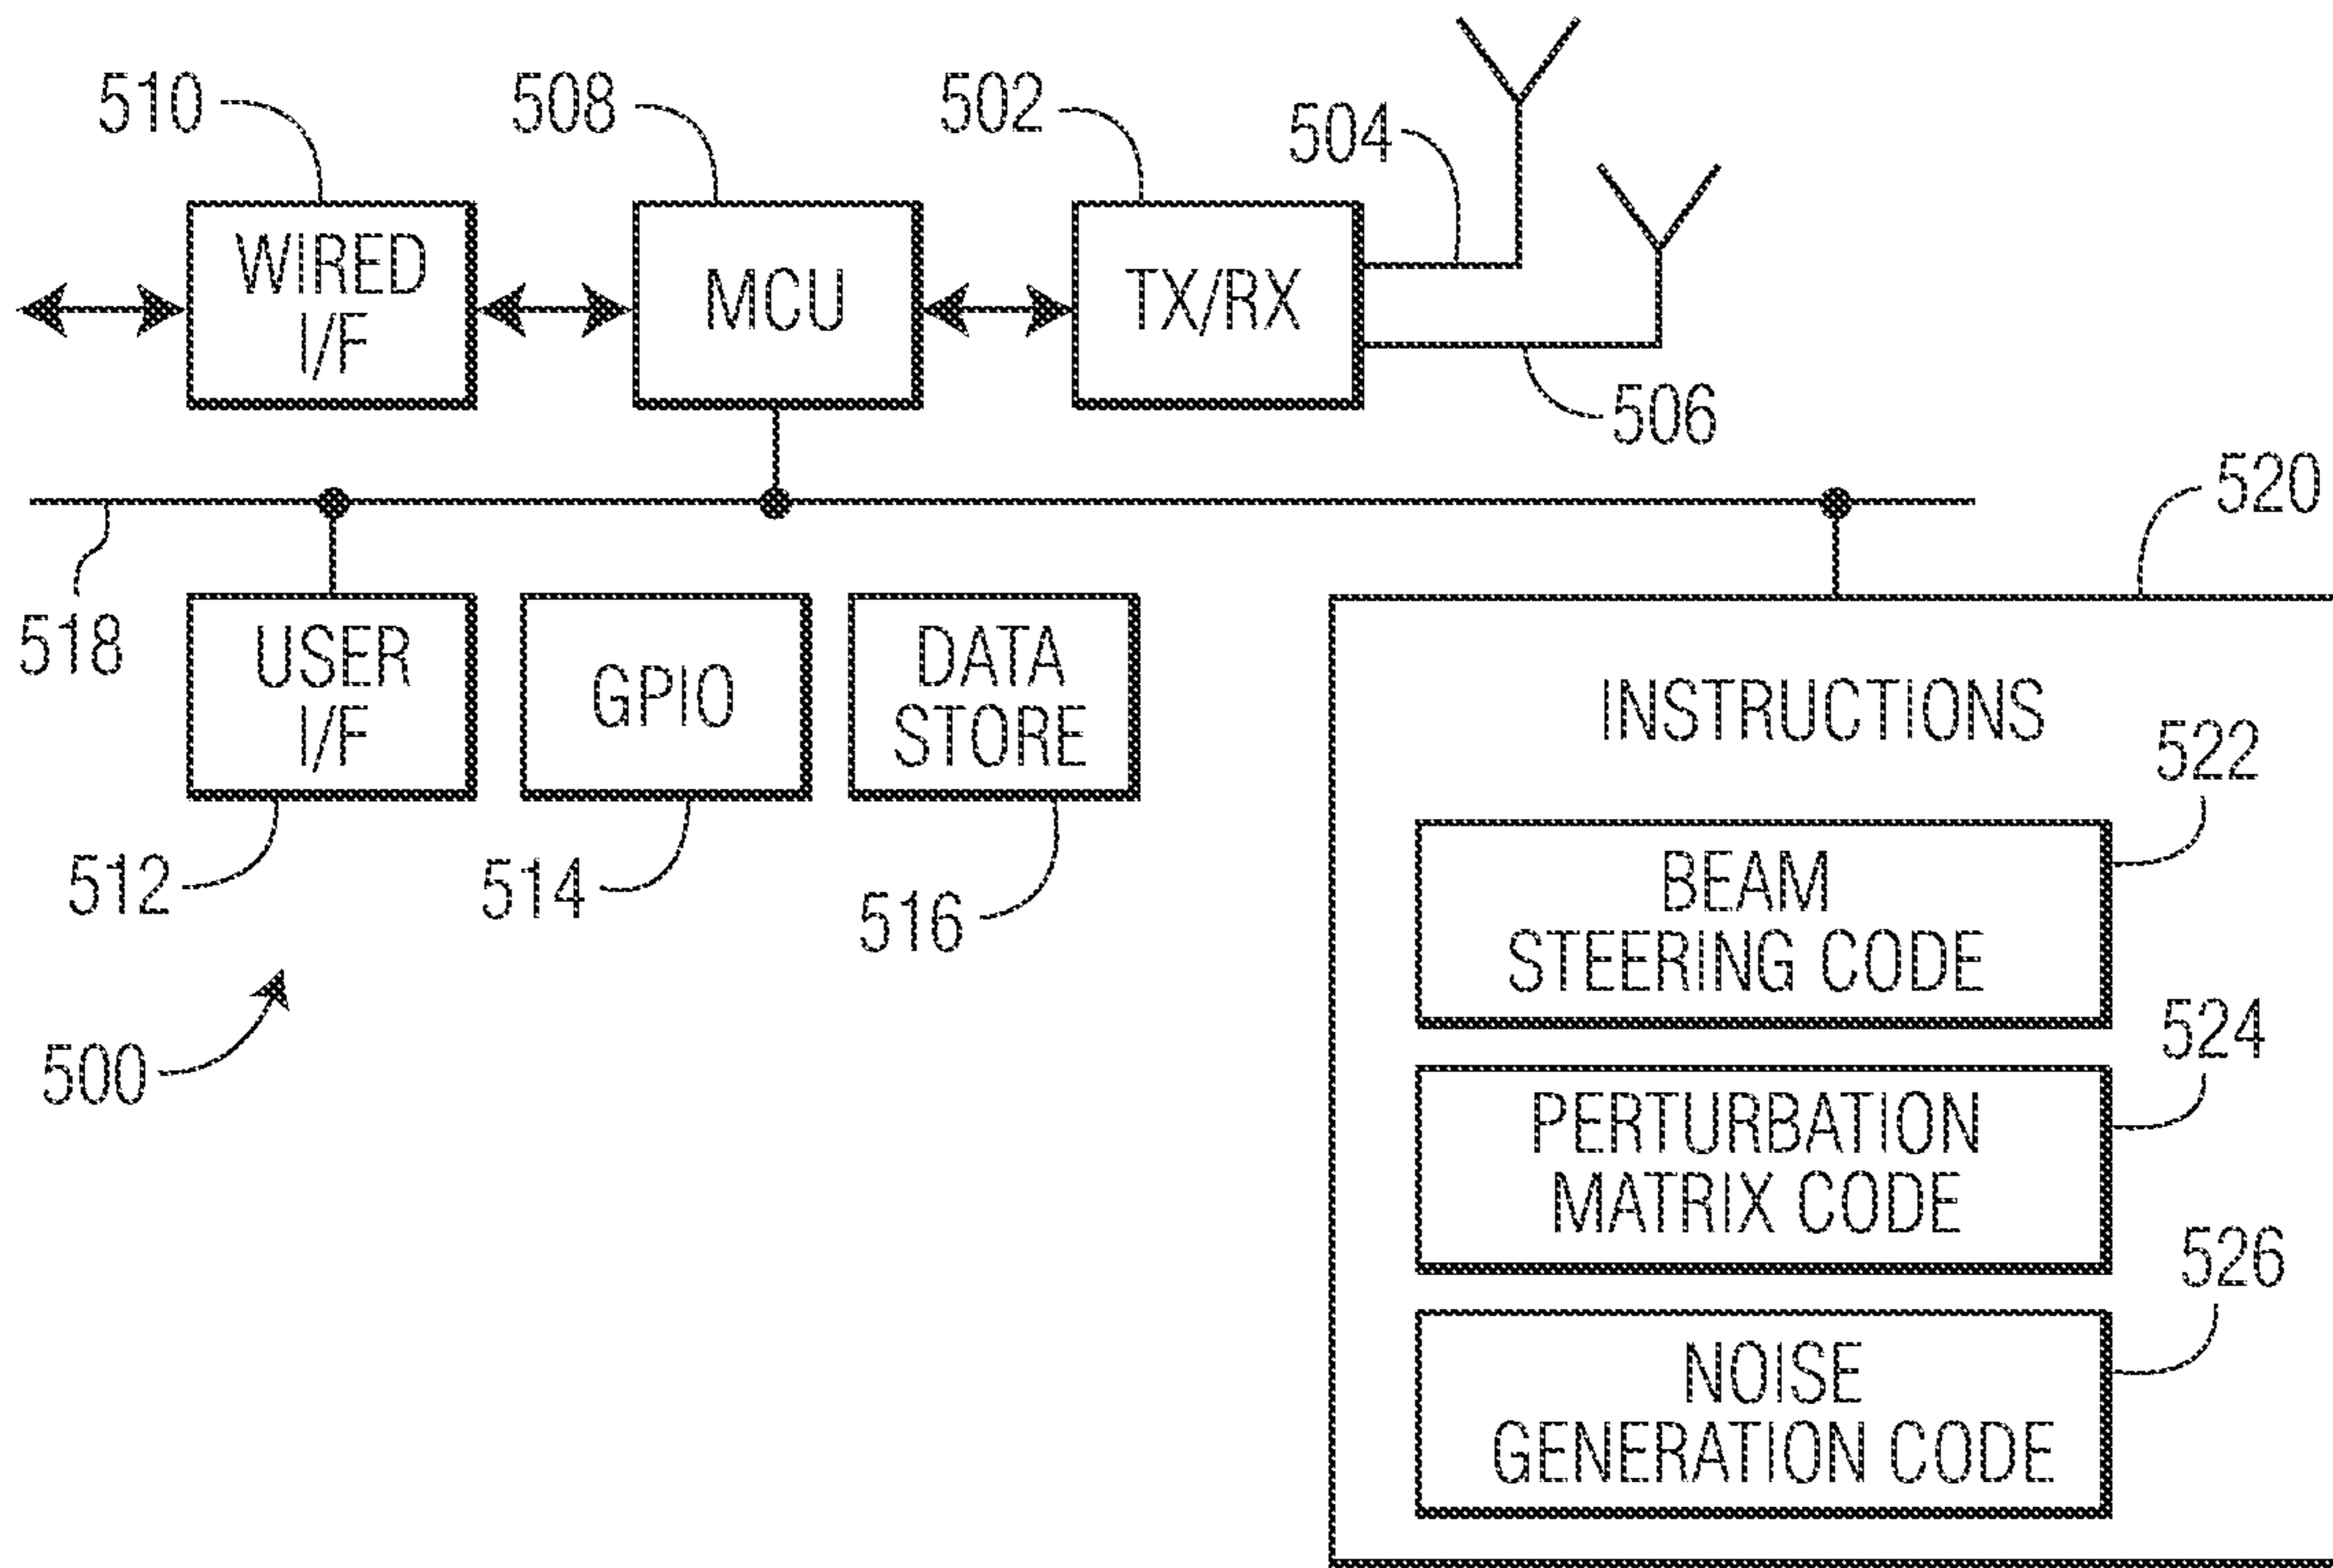 510
508
502
504
WIRED
I/F
MCU
TX/RX
506
520
518
USER
I/F
GPIO
DATA
STORE
INSTRUCTIONS
522
512
514
516
BEAM
STEERING CODE
500
524
PERTURBATION
MATRIX CODE
526
NOISE
GENERATION CODE